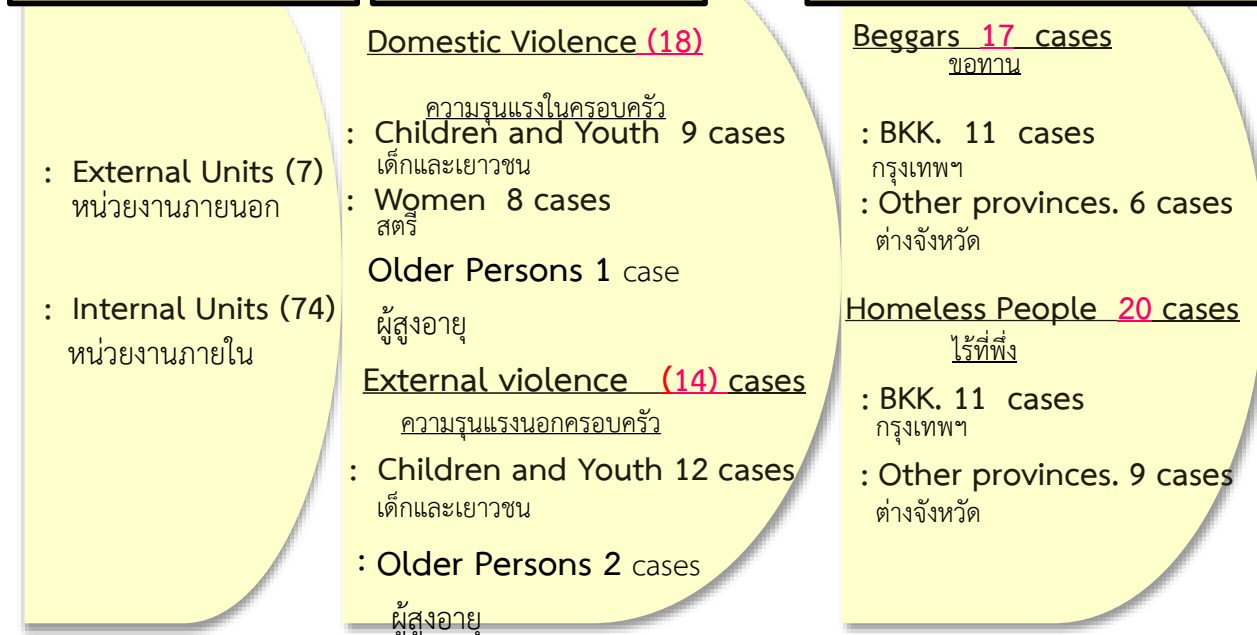 : External Units (7)
หน่วยงานภายนอก
: Internal Units (74)
หน่วยงานภายใน
Domestic Violence (18)
ความรุนแรงในครอบครัว
: Children and Youth 9 cases
เด็กและเยาวชน
: Women 8 cases
สตรี
Older Persons 1 case
ผู้สูงอายุ
External violence (14) cases
ความรุนแรงนอกครอบครัว
: Children and Youth 12 cases
เด็กและเยาวชน
: Older Persons 2 cases
ผู้สูงอายุ
Beggars 17 cases
ขอทาน
: BKK. 11 cases
กรุงเทพฯ
: Other provinces. 6 cases
ต่างจังหวัด
Homeless People 20 cases
ไร้ที่พึ่ง
: BKK. 11 cases
กรุงเทพฯ
: Other provinces. 9 cases
ต่างจังหวัด